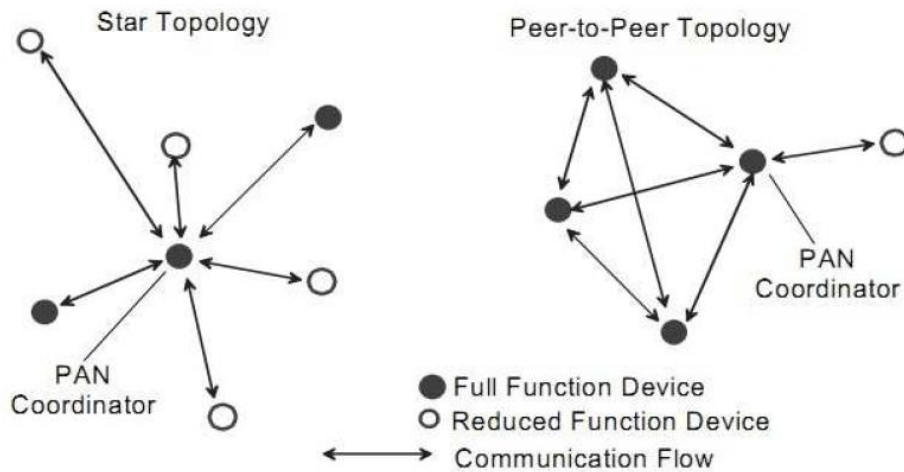 Star Topology
Peer-to-Peer Topology
PAN
Coordinator
PAN
Coordinator
Full Function Device
Reduced Function Device
Communication Flow